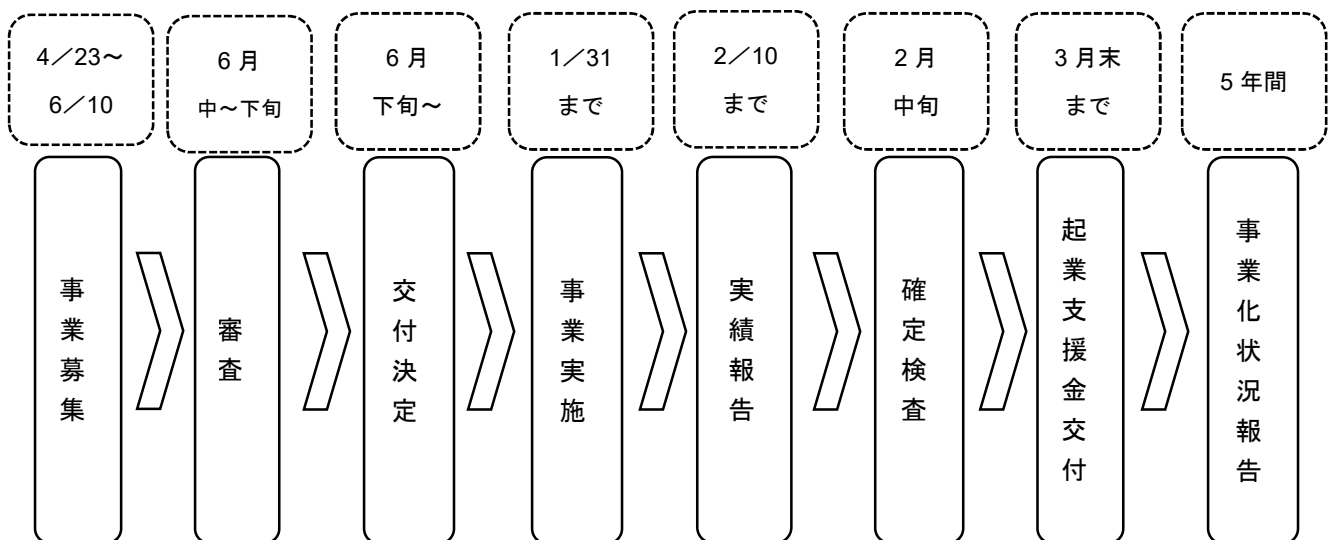 4／23～
6／10
6 月
中～下旬
6 月
下旬～
1／31
まで
2／10
まで
2 月
中旬
3 月末
まで
5 年間
事業募集
審査
交付決定
事業実施
実績報告
確定検査
起業支援金交付
事業化状況報告